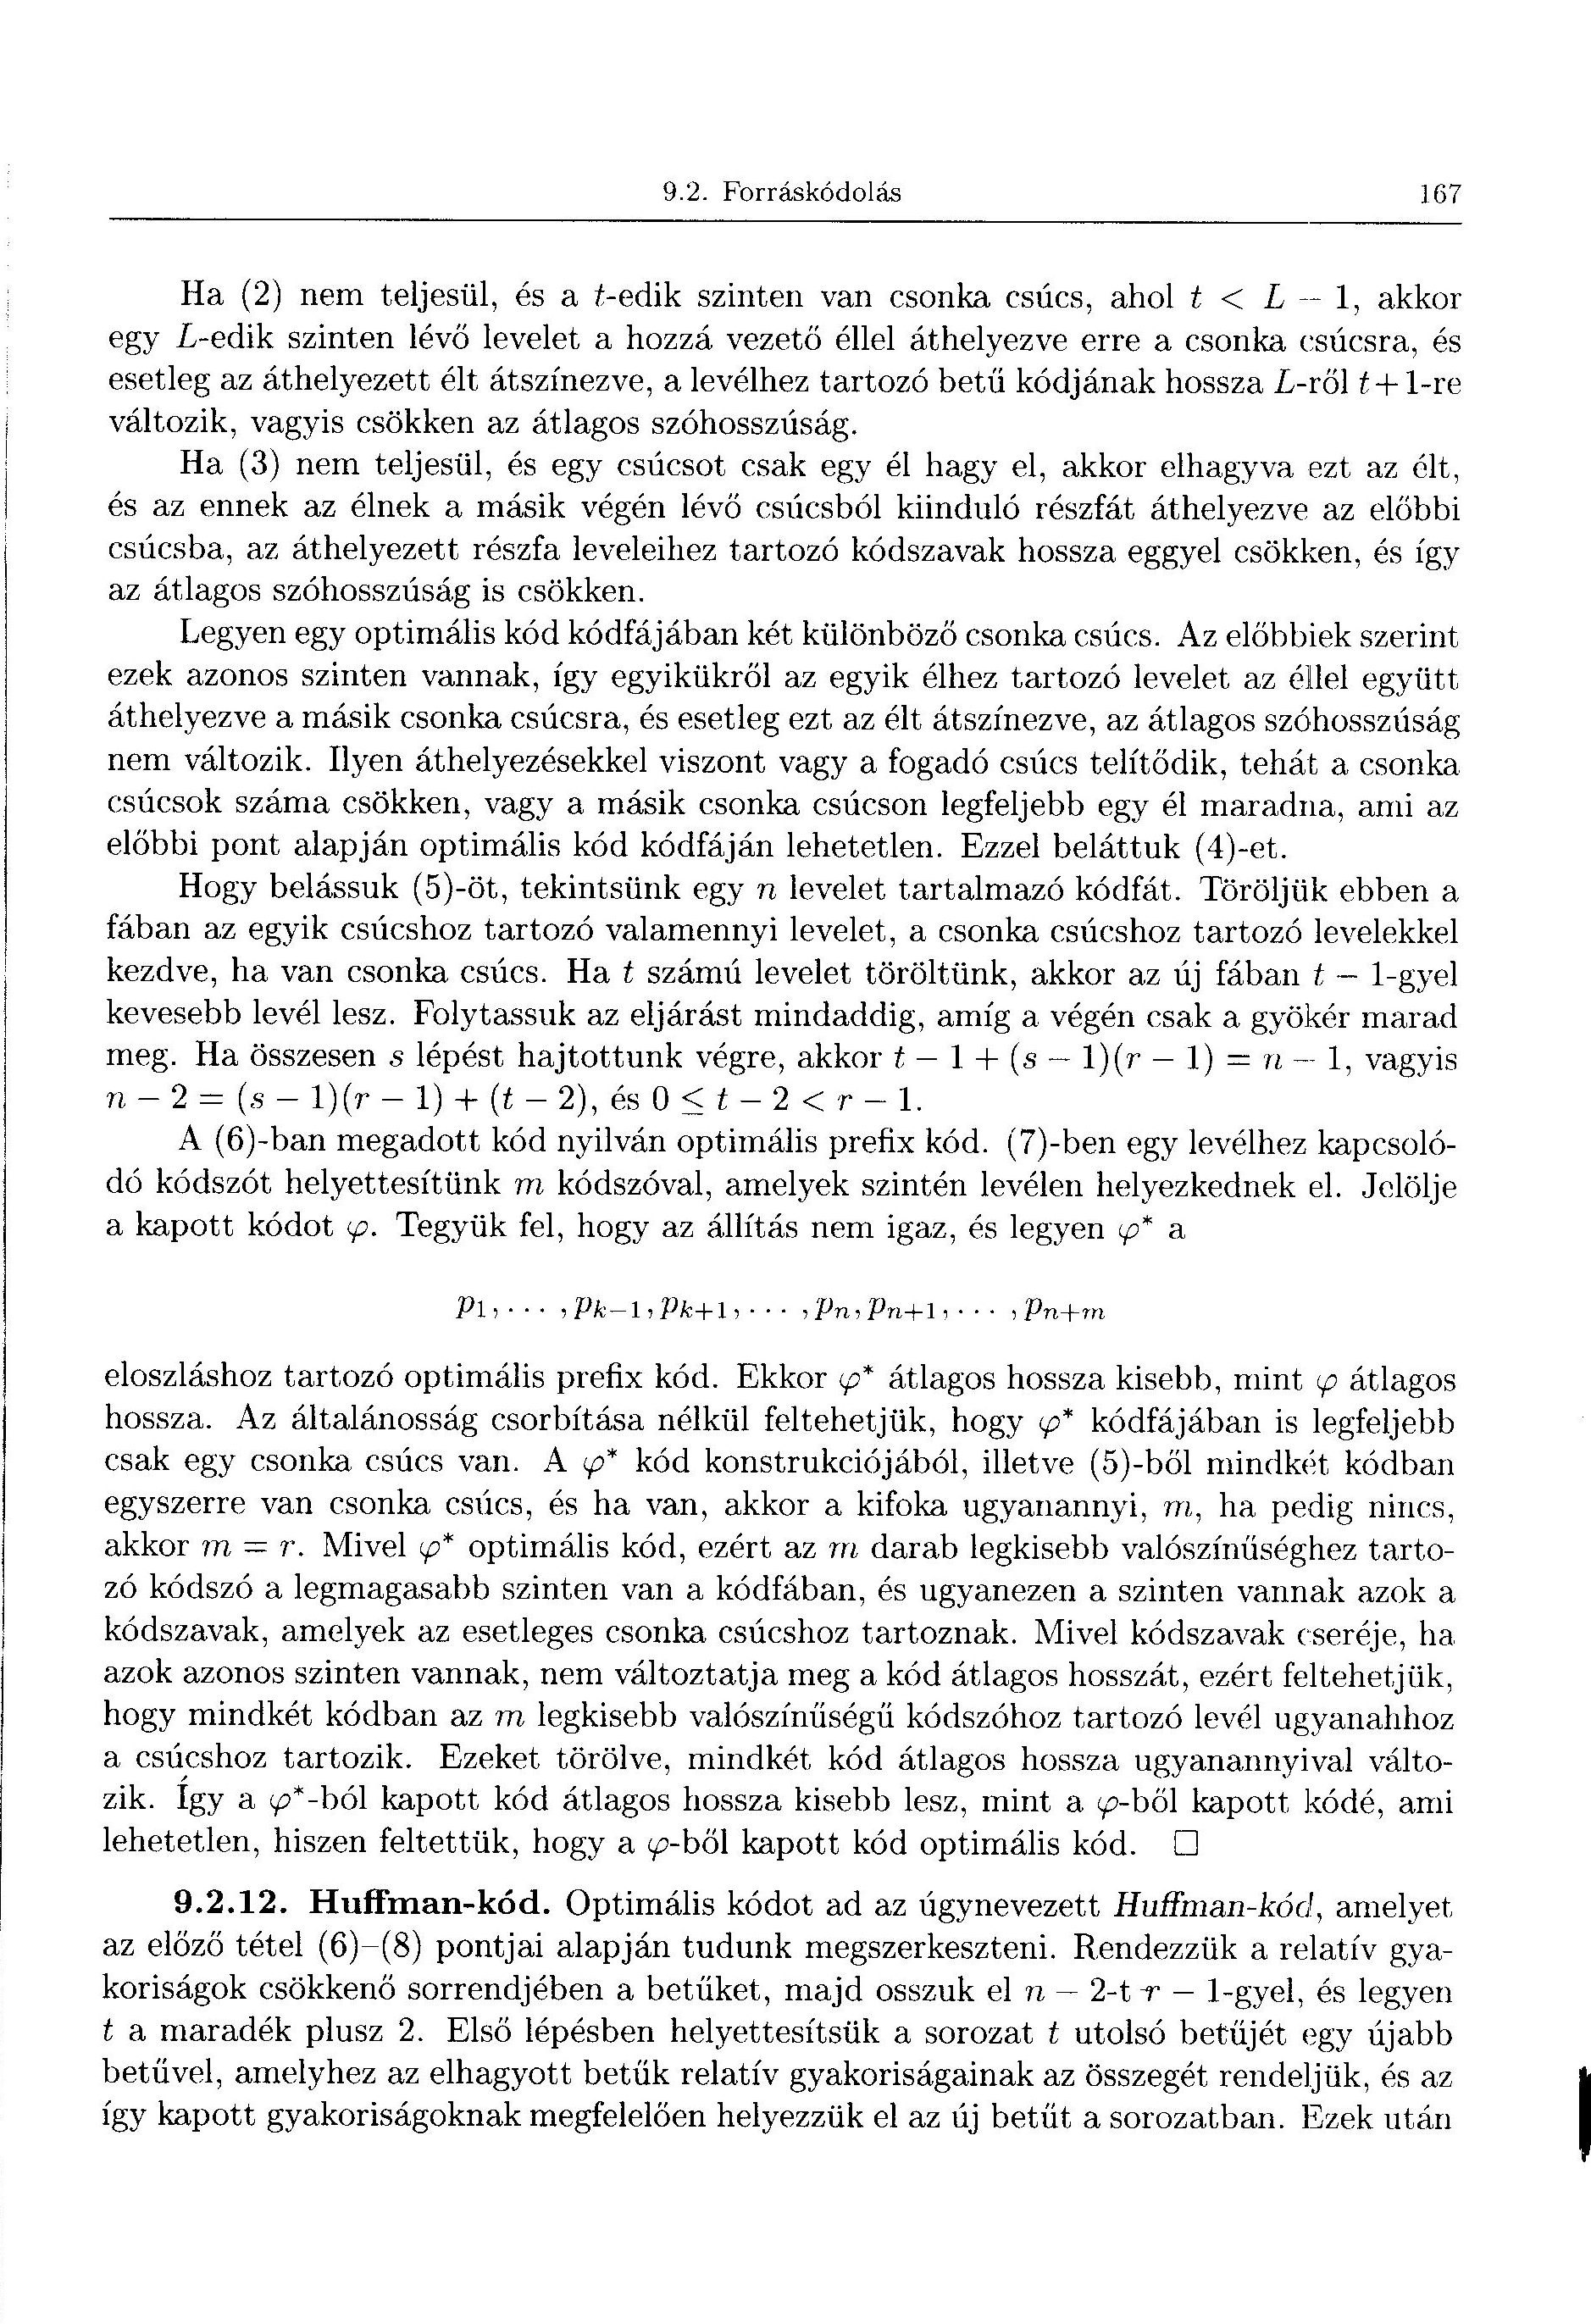 9.2. Forráskódolás 167
Ha (2) nem teljesül, és a t-edik szinten van csonka csúcs, ahol t < L − 1, akkor
egy L-edik szinten lévő levelet a hozzá vezető éllel áthelyezve erre a csonka csúcsra, és
esetleg az áthelyezett élt átszínezve, a levélhez tartozó betű kódjának hossza L-ről t + 1-re
változik, vagyis csökken az átlagos szóhosszúság.
Ha (3) nem teljesül, és egy csúcsot csak egy él hagy el, akkor elhagyva ezt az élt,
és az ennek az élnek a másik végén lévő csúcsból kiinduló részfát áthelyezve az előbbi
csúcsba, az áthelyezett részfa leveleihez tartozó kódszavak hossza eggyel csökken, és így
az átlagos szóhosszúság is csökken.
Legyen egy optimális kód kódfájában két különböző csonka csúcs. Az előbbiek szerint
ezek azonos szinten vannak, így egyikükről az egyik élhez tartozó levelet az éllel együtt
áthelyezve a másik csonka csúcsra, és esetleg ezt az élt átszínezve, az átlagos szóhosszúság
nem változik. Ilyen áthelyezésekkel viszont vagy a fogadó csúcs telítődik, tehát a csonka
csúcsok száma csökken, vagy a másik csonka csúcson legfeljebb egy él maradna, ami az
előbbi pont alapján optimális kód kódfáján lehetetlen. Ezzel beláttuk (4)-et.
Hogy belássuk (5)-öt, tekintsünk egy n levelet tartalmazó kódfát. Töröljük ebben a
fában az egyik csúcshoz tartozó valamennyi levelet, a csonka csúcshoz tartozó levelekkel
kezdve, ha van csonka csúcs. Ha t számú levelet töröltünk, akkor az új fában t − 1-gyel
kevesebb levél lesz. Folytassuk az eljárást mindaddig, amíg a végén csak a gyökér marad
meg. Ha összesen s lépést hajtottunk végre, akkor t − 1 + (s − 1)(r − 1) = n − 1, vagyis
n − 2 = (s − 1)(r − 1) + (t − 2), és 0 ≤ t − 2 < r − 1.
A (6)-ban megadott kód nyilván optimális prefix kód. (7)-ben egy levélhez kapcsoló-
dó kódszót helyettesítünk m kódszóval, amelyek szintén levélen helyezkednek el. Jelölje
a kapott kódot φ. Tegyük fel, hogy az állítás nem igaz, és legyen φ* a
p₁, ··· , pₖ₋₁, pₖ₊₁, ··· , pₙ, pₙ₊₁, ··· , pₙ₊ₘ
eloszláshoz tartozó optimális prefix kód. Ekkor φ* átlagos hossza kisebb, mint φ átlagos
hossza. Az általánosság csorbítása nélkül feltehetjük, hogy φ* kódfájában is legfeljebb
csak egy csonka csúcs van. A φ* kód konstrukciójából, illetve (5)-ből mindkét kódban
egyszerre van csonka csúcs, és ha van, akkor a kifoka ugyanannyi, m, ha pedig nincs,
akkor m = r. Mivel φ* optimális kód, ezért az m darab legkisebb valószínűséghez tarto-
zó kódszó a legmagasabb szinten van a kódfában, és ugyanezen a szinten vannak azok a
kódszavak, amelyek az esetleges csonka csúcshoz tartoznak. Mivel kódszavak cseréje, ha
azok azonos szinten vannak, nem változtatja meg a kód átlagos hosszát, ezért feltehetjük,
hogy mindkét kódban az m legkisebb valószínűségű kódszóhoz tartozó levél ugyanahhoz
a csúcshoz tartozik. Ezeket törölve, mindkét kód átlagos hossza ugyanannyival válto-
zik. Így a φ*-ból kapott kód átlagos hossza kisebb lesz, mint a φ-ből kapott kódé, ami
lehetetlen, hiszen feltettük, hogy a φ-ből kapott kód optimális kód. □
9.2.12. Huffman-kód. Optimális kódot ad az úgynevezett Huffman-kód, amelyet
az előző tétel (6)–(8) pontjai alapján tudunk megszerkeszteni. Rendezzük a relatív gya-
koriságok csökkenő sorrendjében a betűket, majd osszuk el n − 2-t r − 1-gyel, és legyen
t a maradék plusz 2. Első lépésben helyettesítsük a sorozat t utolsó betűjét egy újabb
betűvel, amelyhez az elhagyott betűk relatív gyakoriságainak az összegét rendeljük, és az
így kapott gyakoriságoknak megfelelően helyezzük el az új betűt a sorozatban. Ezek után